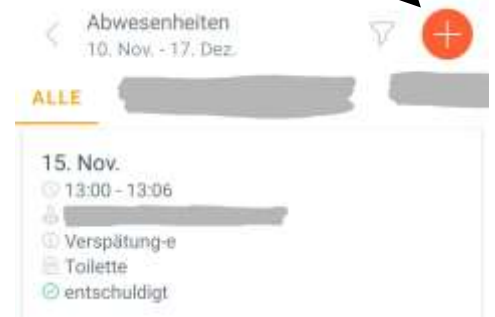 Abwesenheiten
10. Nov. - 17. Dez.
ALLE
15. Nov.
13:00 - 13:06
Verspätung-e
Toilette
entschuldigt